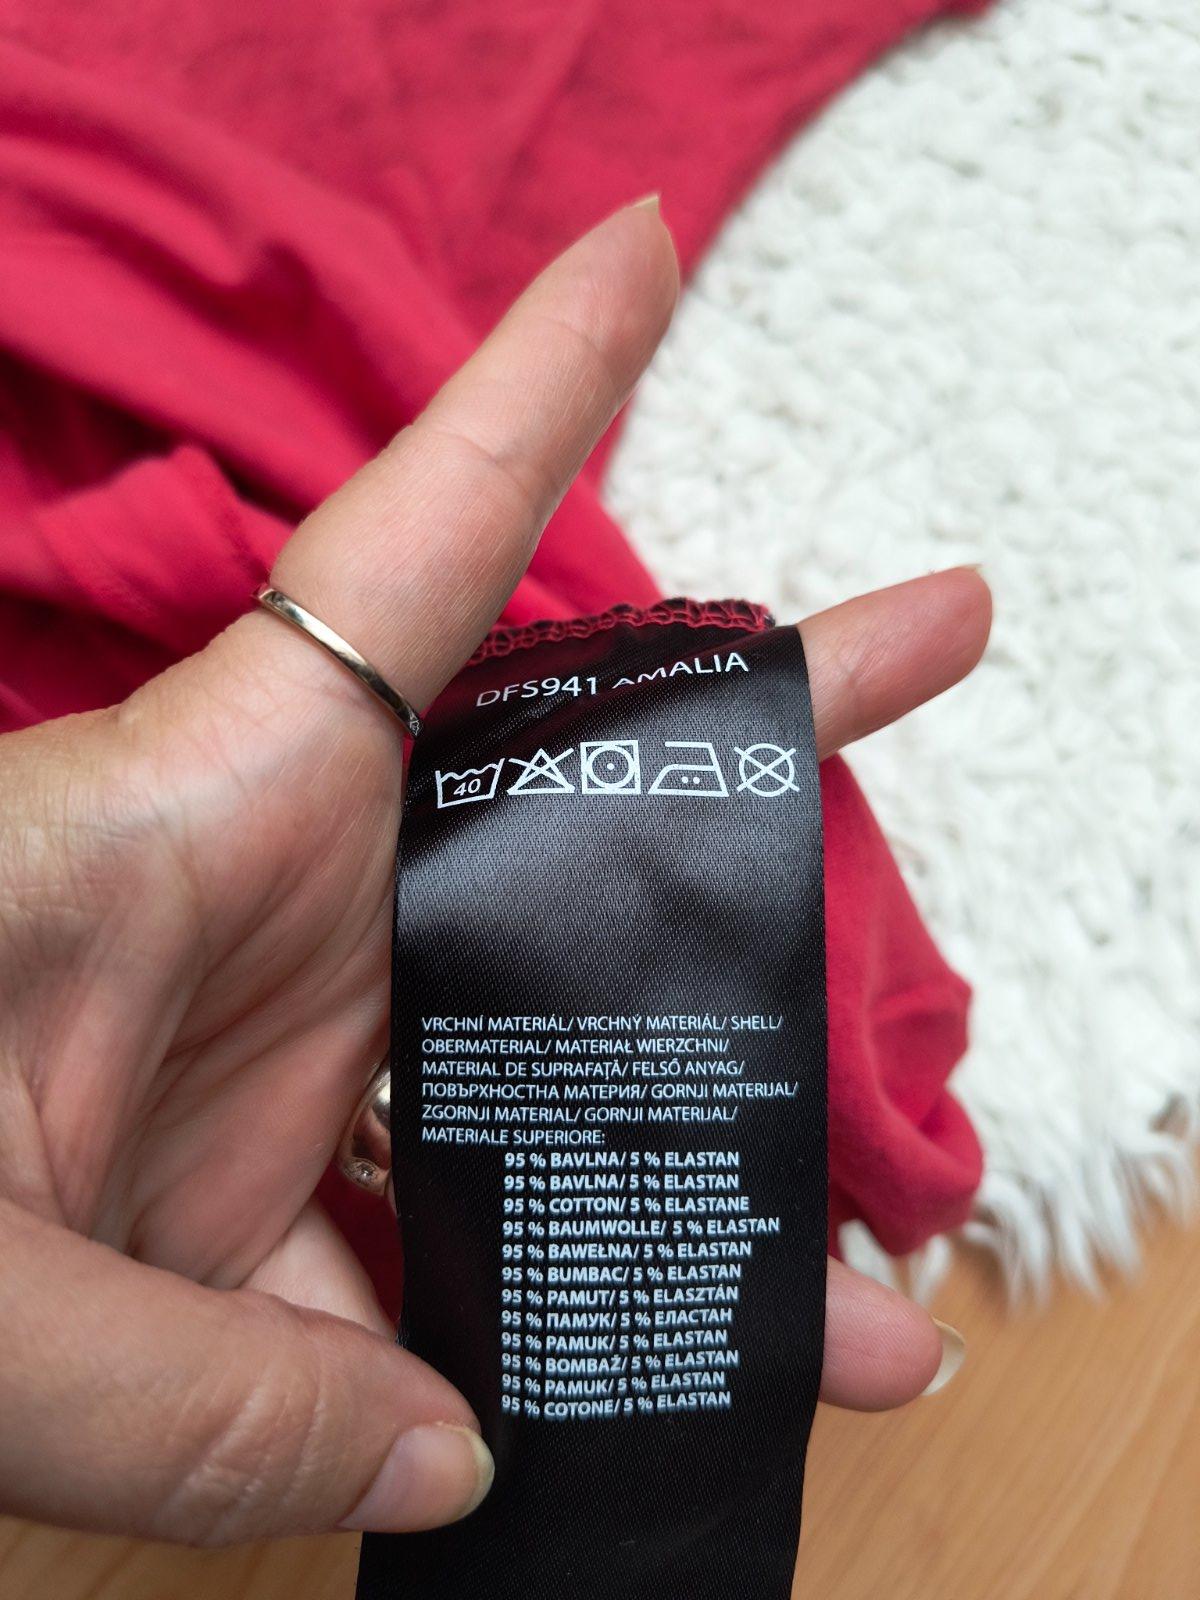 DFS941 AMALIA
40
VRCHNÍ MATERIÁL/ VRCHNÝ MATERIÁL/ SHELL/
OBERMATERIAL/ MATERIAŁ WIERZCHNI/
MATERIAL DE SUPRAFAȚĂ/ FELSŐ ANYAG/
ПОВЪРХНОСТНА МАТЕРИЯ/ GORNJI MATERIJAL/
ZGORNJI MATERIAL/ GORNJI MATERIJAL/
MATERIALE SUPERIORE:
95 % BAVLNA/ 5 % ELASTAN
95 % BAVLNA/ 5 % ELASTAN
95 % COTTON/ 5 % ELASTANE
95 % BAUMWOLLE/ 5 % ELASTAN
95 % BAWEŁNA/ 5 % ELASTAN
95 % BUMBAC/ 5 % ELASTAN
95 % PAMUT/ 5 % ELASZTÁN
95 % ПАМУК/ 5 % ЕЛАСТАН
95 % PAMUK/ 5 % ELASTAN
95 % BOMBAŽ/ 5 % ELASTAN
95 % PAMUK/ 5 % ELASTAN
95 % COTONE/ 5 % ELASTAN